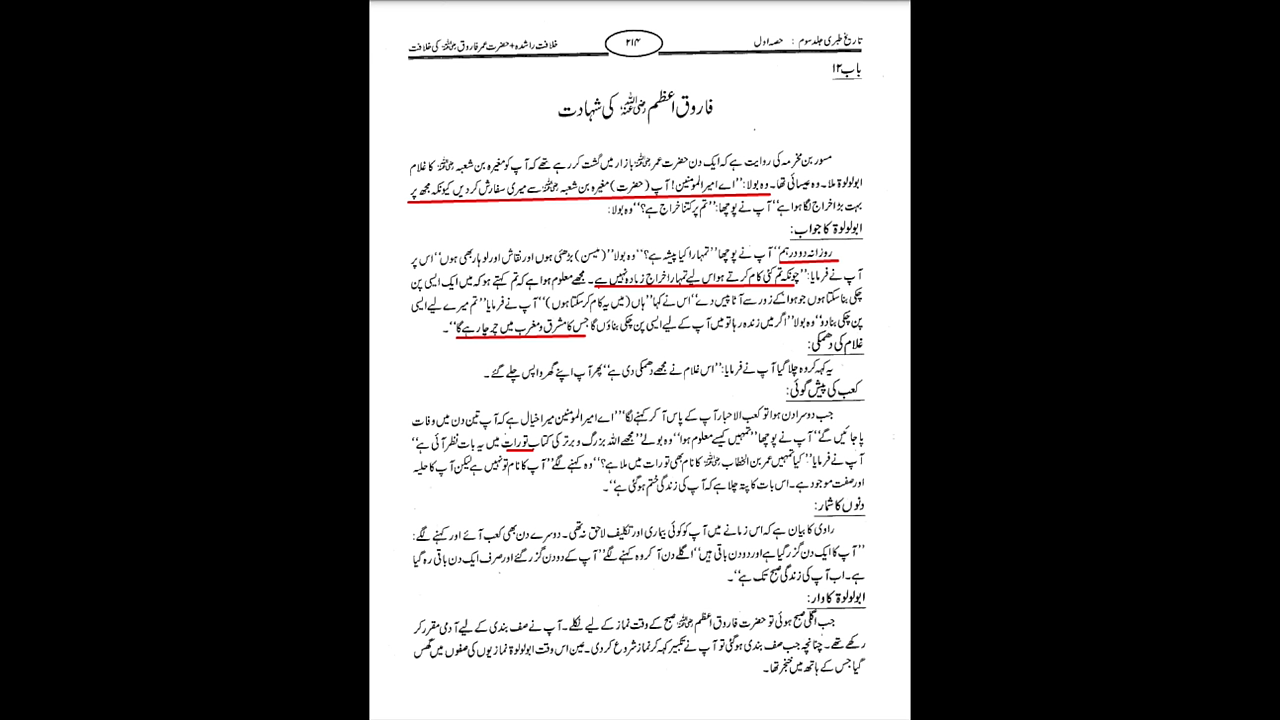 تاریخ طبری جلد سوم : حصہ اول ۲۱۴ خلافت راشدہ + حضرت عمر فاروق رضی اللہ عنہ کی خلافت
باب ۱۲
فاروق اعظم رضی اللہ عنہ کی شہادت
مسور بن مخرمہ کی روایت ہے کہ ایک دن حضرت عمر رضی اللہ عنہ بازار میں گشت کر رہے تھے کہ آپ کو مغیرہ بن شعبہ رضی اللہ عنہ کا غلام
ابولولوۃ ملا۔ وہ عیسائی تھا۔ وہ بولا: ''اے امیر المومنین! آپ (حضرت) مغیرہ بن شعبہ رضی اللہ عنہ سے میری سفارش کر دیں کیونکہ مجھ پر
بہت بڑا خراج لگا ہوا ہے'' آپ نے پوچھا: ''تم پر کتنا خراج ہے؟'' وہ بولا:
ابولولوۃ کا جواب:
روزانہ دو درہم'' آپ نے پوچھا ''تمہارا کیا پیشہ ہے؟'' وہ بولا ''(میں) بڑھئی ہوں اور نقاش اور لوہار بھی ہوں'' اس پر
آپ نے فرمایا: ''چونکہ تم کئی کام کرتے ہو اس لیے تمہارا خراج زیادہ نہیں ہے۔ مجھے معلوم ہوا ہے کہ تم کہتے ہو کہ میں ایک ایسی پن
چکی بنا سکتا ہوں جو ہوا کے زور سے آٹا پیس دے'' اس نے کہا ''ہاں (میں یہ کام کر سکتا ہوں)'' آپ نے فرمایا ''تم میرے لیے ایسی
پن چکی بنا دو'' وہ بولا ''اگر میں زندہ رہا تو میں آپ کے لیے ایسی پن چکی بناؤں گا جس کا مشرق و مغرب میں چرچا رہے گا''۔
غلام کی دھمکی:
یہ کہہ کر وہ چلا گیا آپ نے فرمایا: ''اس غلام نے مجھے دھمکی دی ہے'' پھر آپ اپنے گھر واپس چلے گئے۔
کعب کی پیش گوئی:
جب دوسرا دن ہوا تو کعب الاحبار آپ کے پاس آ کر کہنے لگا ''اے امیر المومنین میرا خیال ہے کہ آپ تین دن میں وفات
پا جائیں گے'' آپ نے پوچھا ''تمہیں کیسے معلوم ہوا'' وہ بولے ''مجھے اللہ بزرگ و برتر کی کتاب تورات میں یہ بات نظر آئی ہے''
آپ نے فرمایا: ''کیا تمہیں عمر بن الخطاب رضی اللہ عنہ کا نام بھی تورات میں ملا ہے؟'' وہ کہنے لگے ''آپ کا نام تو نہیں ہے لیکن آپ کا حلیہ
اور صفت موجود ہے۔ اس بات کا پتہ چلا ہے کہ آپ کی زندگی ختم ہو گئی ہے''۔
دنوں کا شمار:
راوی کا بیان ہے کہ اس زمانے میں آپ کو کوئی بیماری اور تکلیف لاحق نہ تھی۔ دوسرے دن بھی کعب آئے اور کہنے لگے:
''آپ کا ایک دن گزر گیا ہے اور دو دن باقی ہیں'' اگلے دن آ کر وہ کہنے لگے ''آپ کے دو دن گزر گئے اور صرف ایک دن باقی رہ گیا
ہے۔ اب آپ کی زندگی صبح تک ہے''۔
ابولولوۃ کا وار:
جب اگلی صبح ہوئی تو حضرت فاروق اعظم رضی اللہ عنہ صبح کے وقت نماز کے لیے نکلے۔ آپ نے صف بندی کے لیے آدمی مقرر کر
رکھے تھے۔ چنانچہ جب صف بندی ہو گئی تو آپ نے تکبیر کہہ کر نماز شروع کر دی۔ عین اس وقت ابولولوۃ نمازیوں کی صفوں میں گھس
گیا جس کے ہاتھ میں خنجر تھا۔